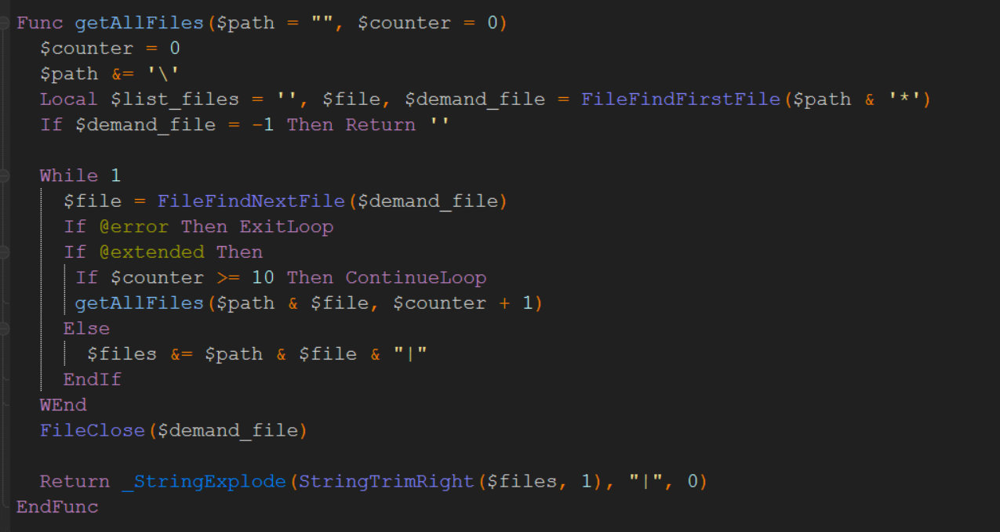 Func getAllFiles($path = "", $counter = 0)
  $counter = 0
  $path &= '\'
  Local $list_files = '', $file, $demand_file = FileFindFirstFile($path & '*')
  If $demand_file = -1 Then Return ''

  While 1
    $file = FileFindNextFile($demand_file)
    If @error Then ExitLoop
    If @extended Then
     If $counter >= 10 Then ContinueLoop
     getAllFiles($path & $file, $counter + 1)
    Else
      $files &= $path & $file & "|"
    EndIf
  WEnd
  FileClose($demand_file)

  Return _StringExplode(StringTrimRight($files, 1), "|", 0)
EndFunc